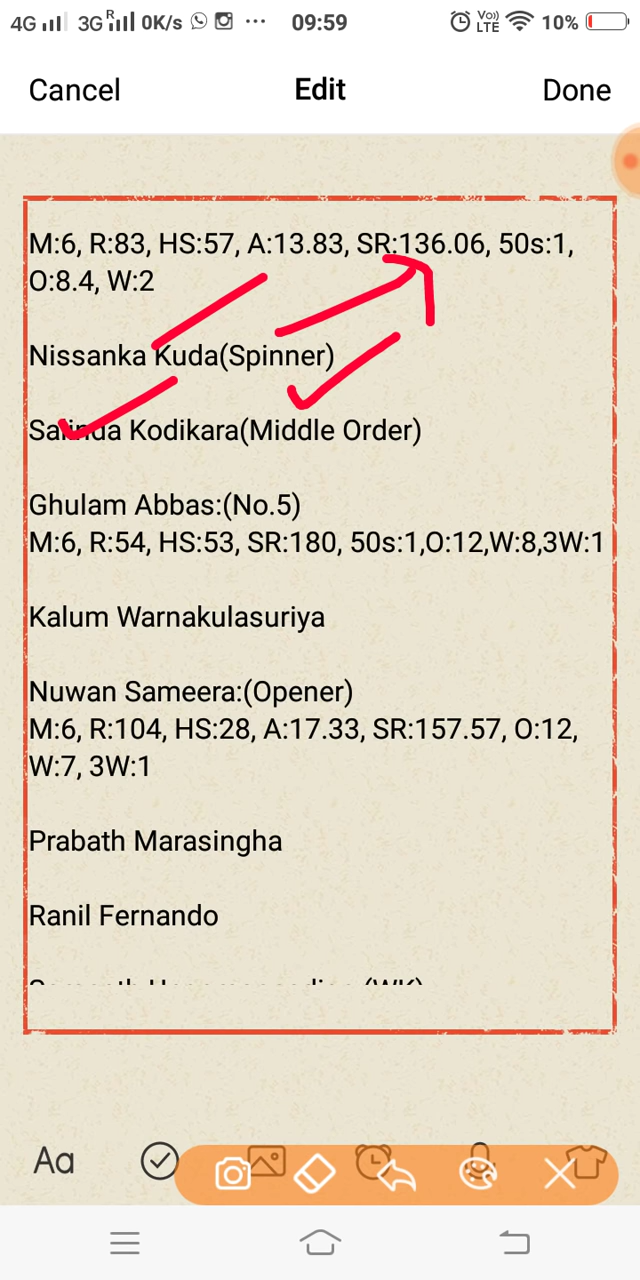 4G 3G R 0K/s 09:59 Vo)) LTE 10%
Cancel Edit Done
M:6, R:83, HS:57, A:13.83, SR:136.06, 50s:1,
O:8.4, W:2
Nissanka Kuda(Spinner)
Salinda Kodikara(Middle Order)
Ghulam Abbas:(No.5)
M:6, R:54, HS:53, SR:180, 50s:1,O:12,W:8,3W:1
Kalum Warnakulasuriya
Nuwan Sameera:(Opener)
M:6, R:104, HS:28, A:17.33, SR:157.57, O:12,
W:7, 3W:1
Prabath Marasingha
Ranil Fernando
(WK)
Aa